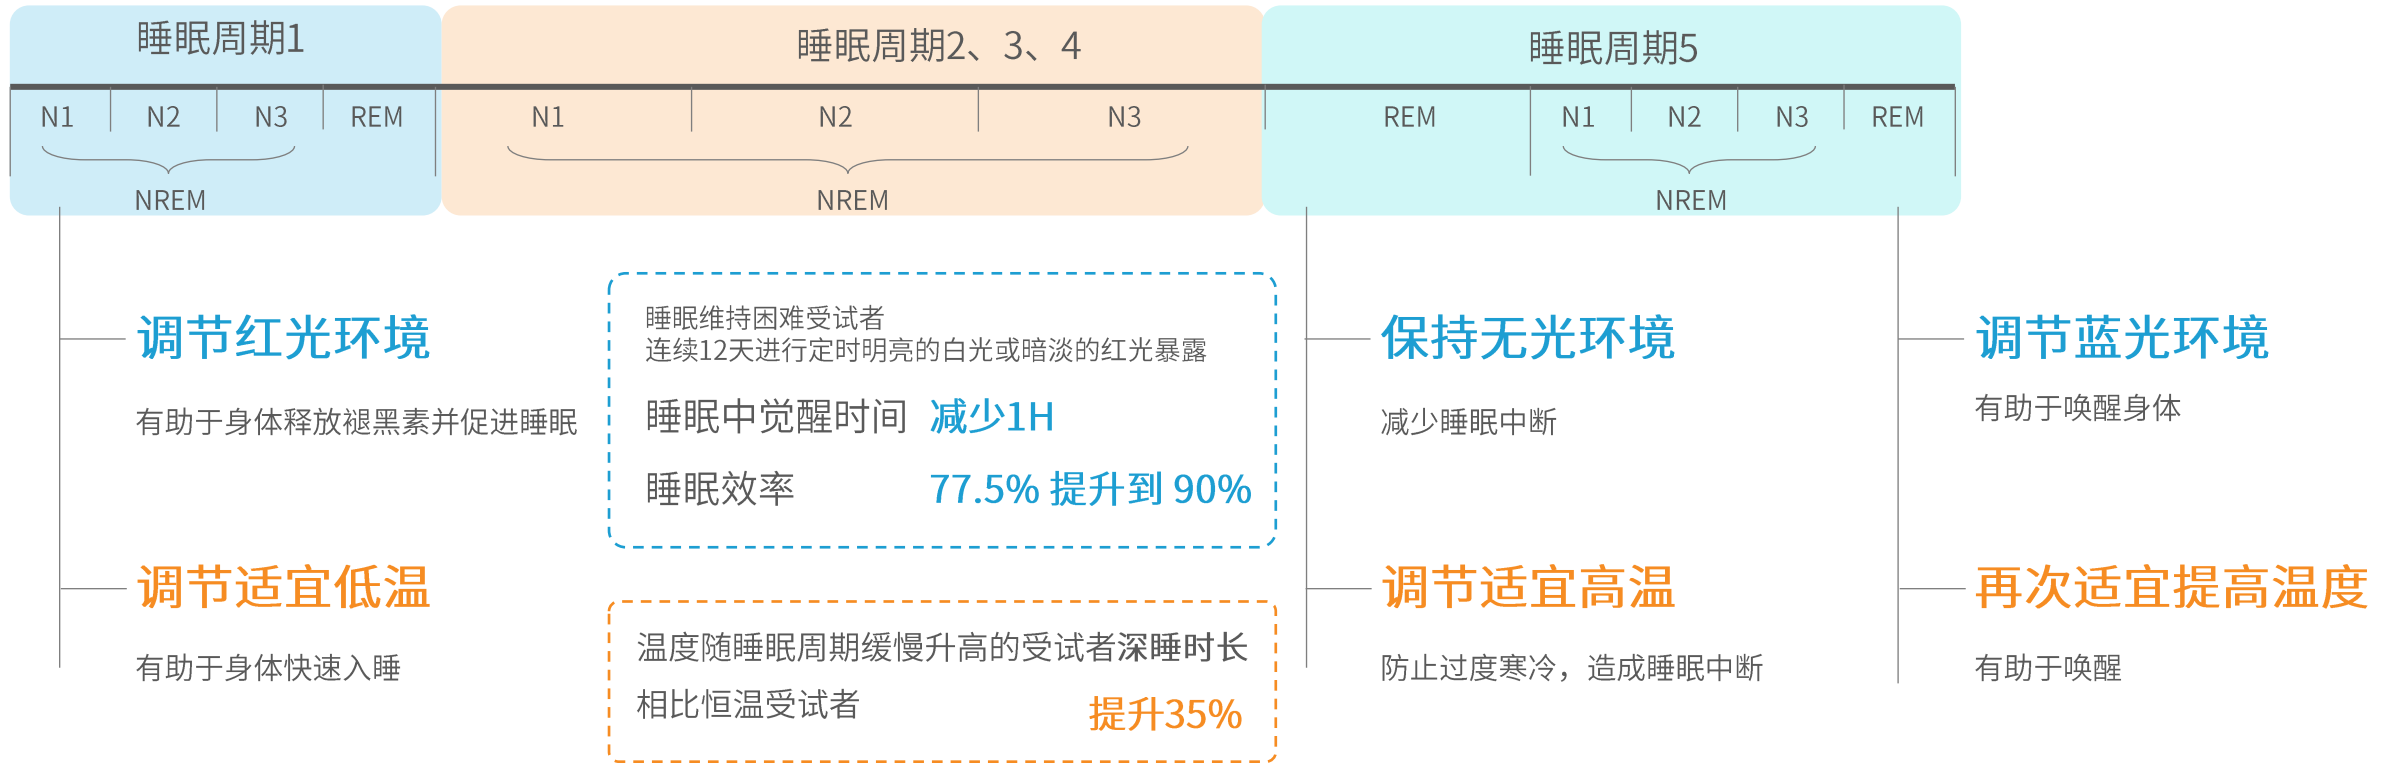 睡眠周期1
睡眠周期2、3、4
睡眠周期5
N1 N2 N3 REM
N1 N2 N3
REM N1 N2 N3 REM
NREM
NREM
NREM
调节红光环境
有助于身体释放褪黑素并促进睡眠
调节适宜低温
有助于身体快速入睡
睡眠维持困难受试者
连续12天进行定时明亮的白光或暗淡的红光暴露
睡眠中觉醒时间 减少1H
睡眠效率 77.5% 提升到 90%
温度随睡眠周期缓慢升高的受试者深睡时长
相比恒温受试者
提升35%
保持无光环境
减少睡眠中断
调节适宜高温
防止过度寒冷，造成睡眠中断
调节蓝光环境
有助于唤醒身体
再次适宜提高温度
有助于唤醒